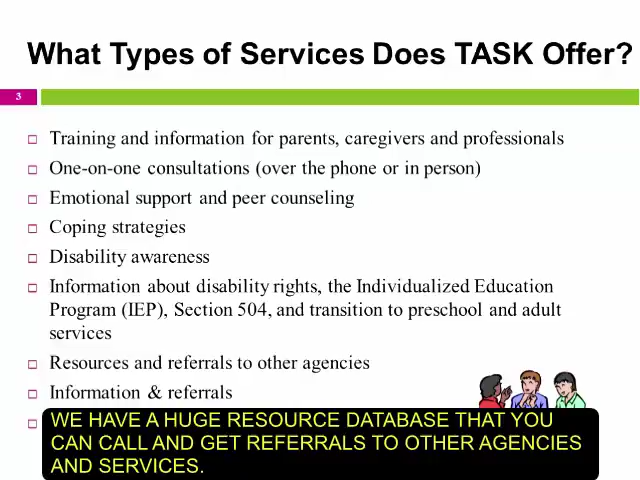 What Types of Services Does TASK Offer?
3
Training and information for parents, caregivers and professionals
One-on-one consultations (over the phone or in person)
Emotional support and peer counseling
Coping strategies
Disability awareness
Information about disability rights, the Individualized Education
Program (IEP), Section 504, and transition to preschool and adult
services
Resources and referrals to other agencies
Information & referrals
WE HAVE A HUGE RESOURCE DATABASE THAT YOU
CAN CALL AND GET REFERRALS TO OTHER AGENCIES
AND SERVICES.